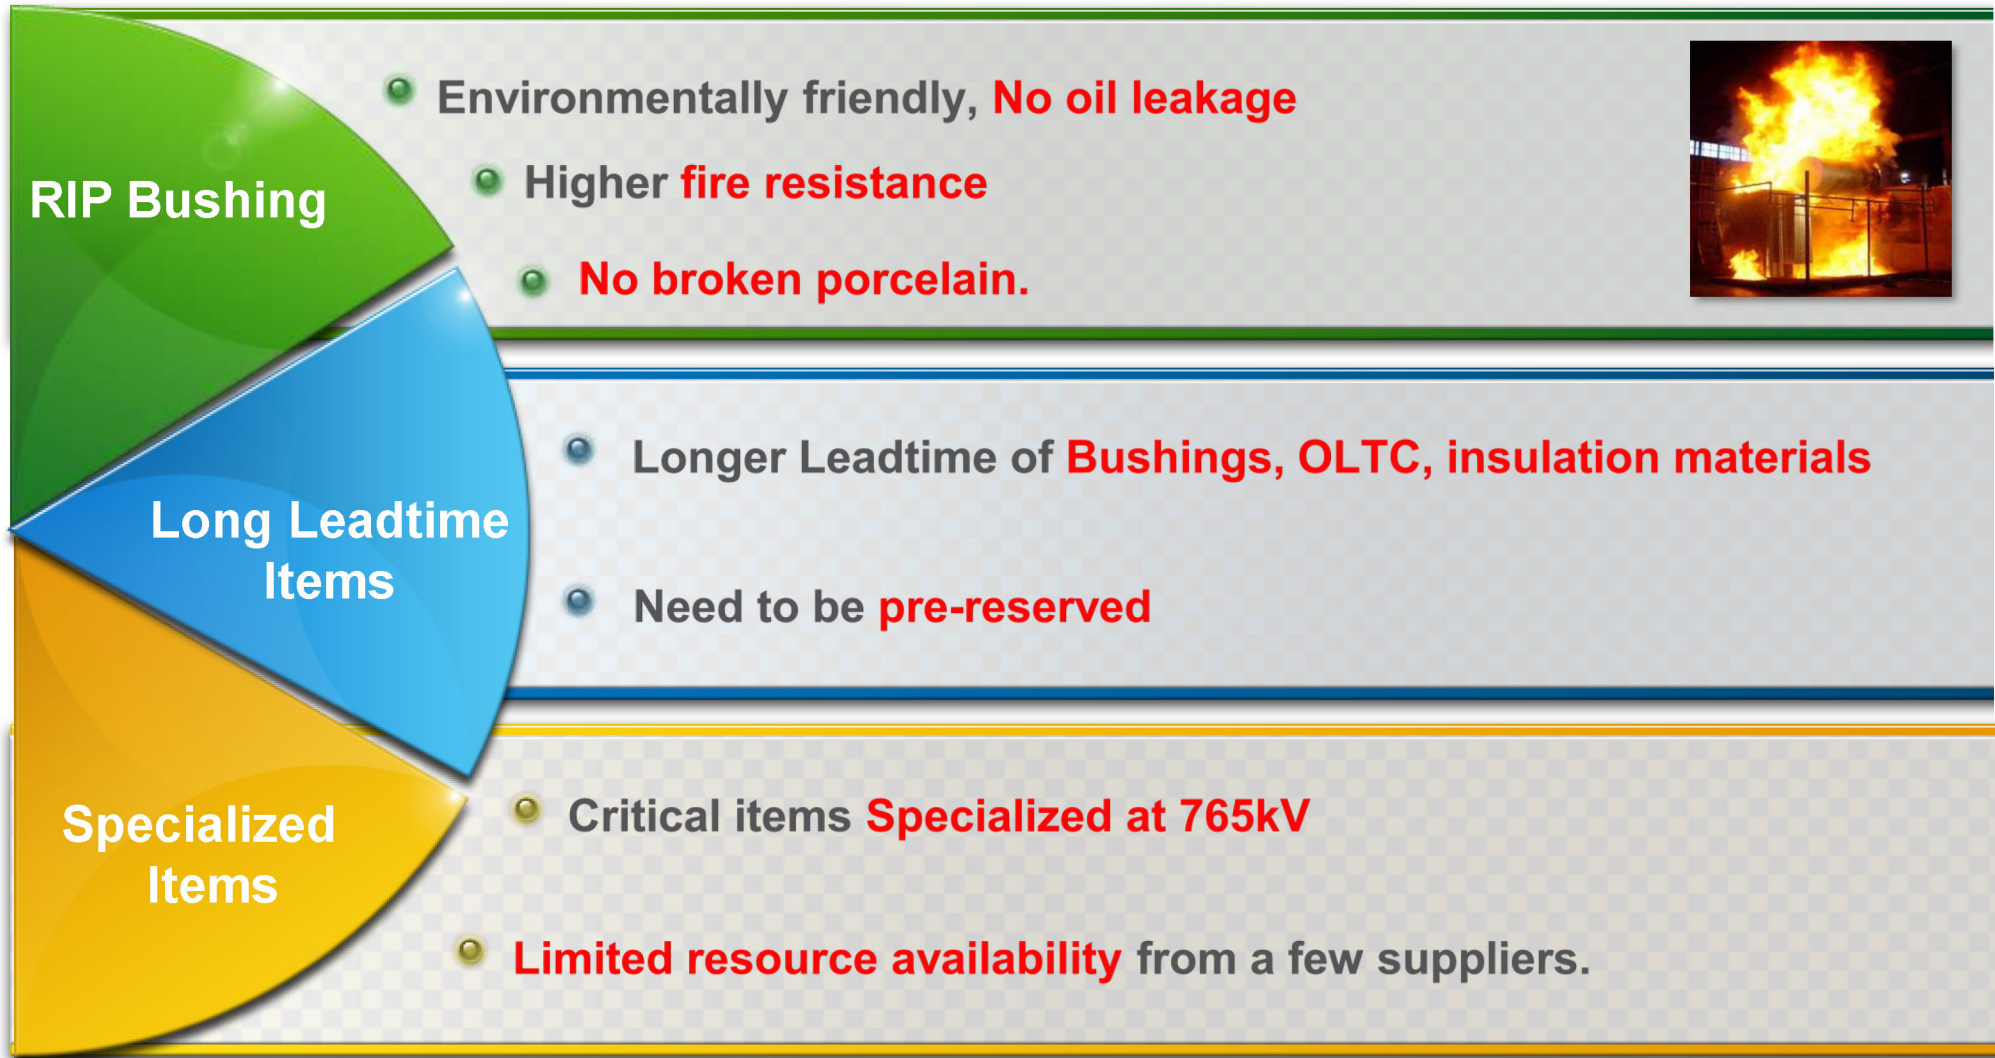 RIP Bushing
Environmentally friendly, No oil leakage
Higher fire resistance
No broken porcelain.
Long Leadtime
Items
Longer Leadtime of Bushings, OLTC, insulation materials
Need to be pre-reserved
Specialized
Items
Critical items Specialized at 765kV
Limited resource availability from a few suppliers.